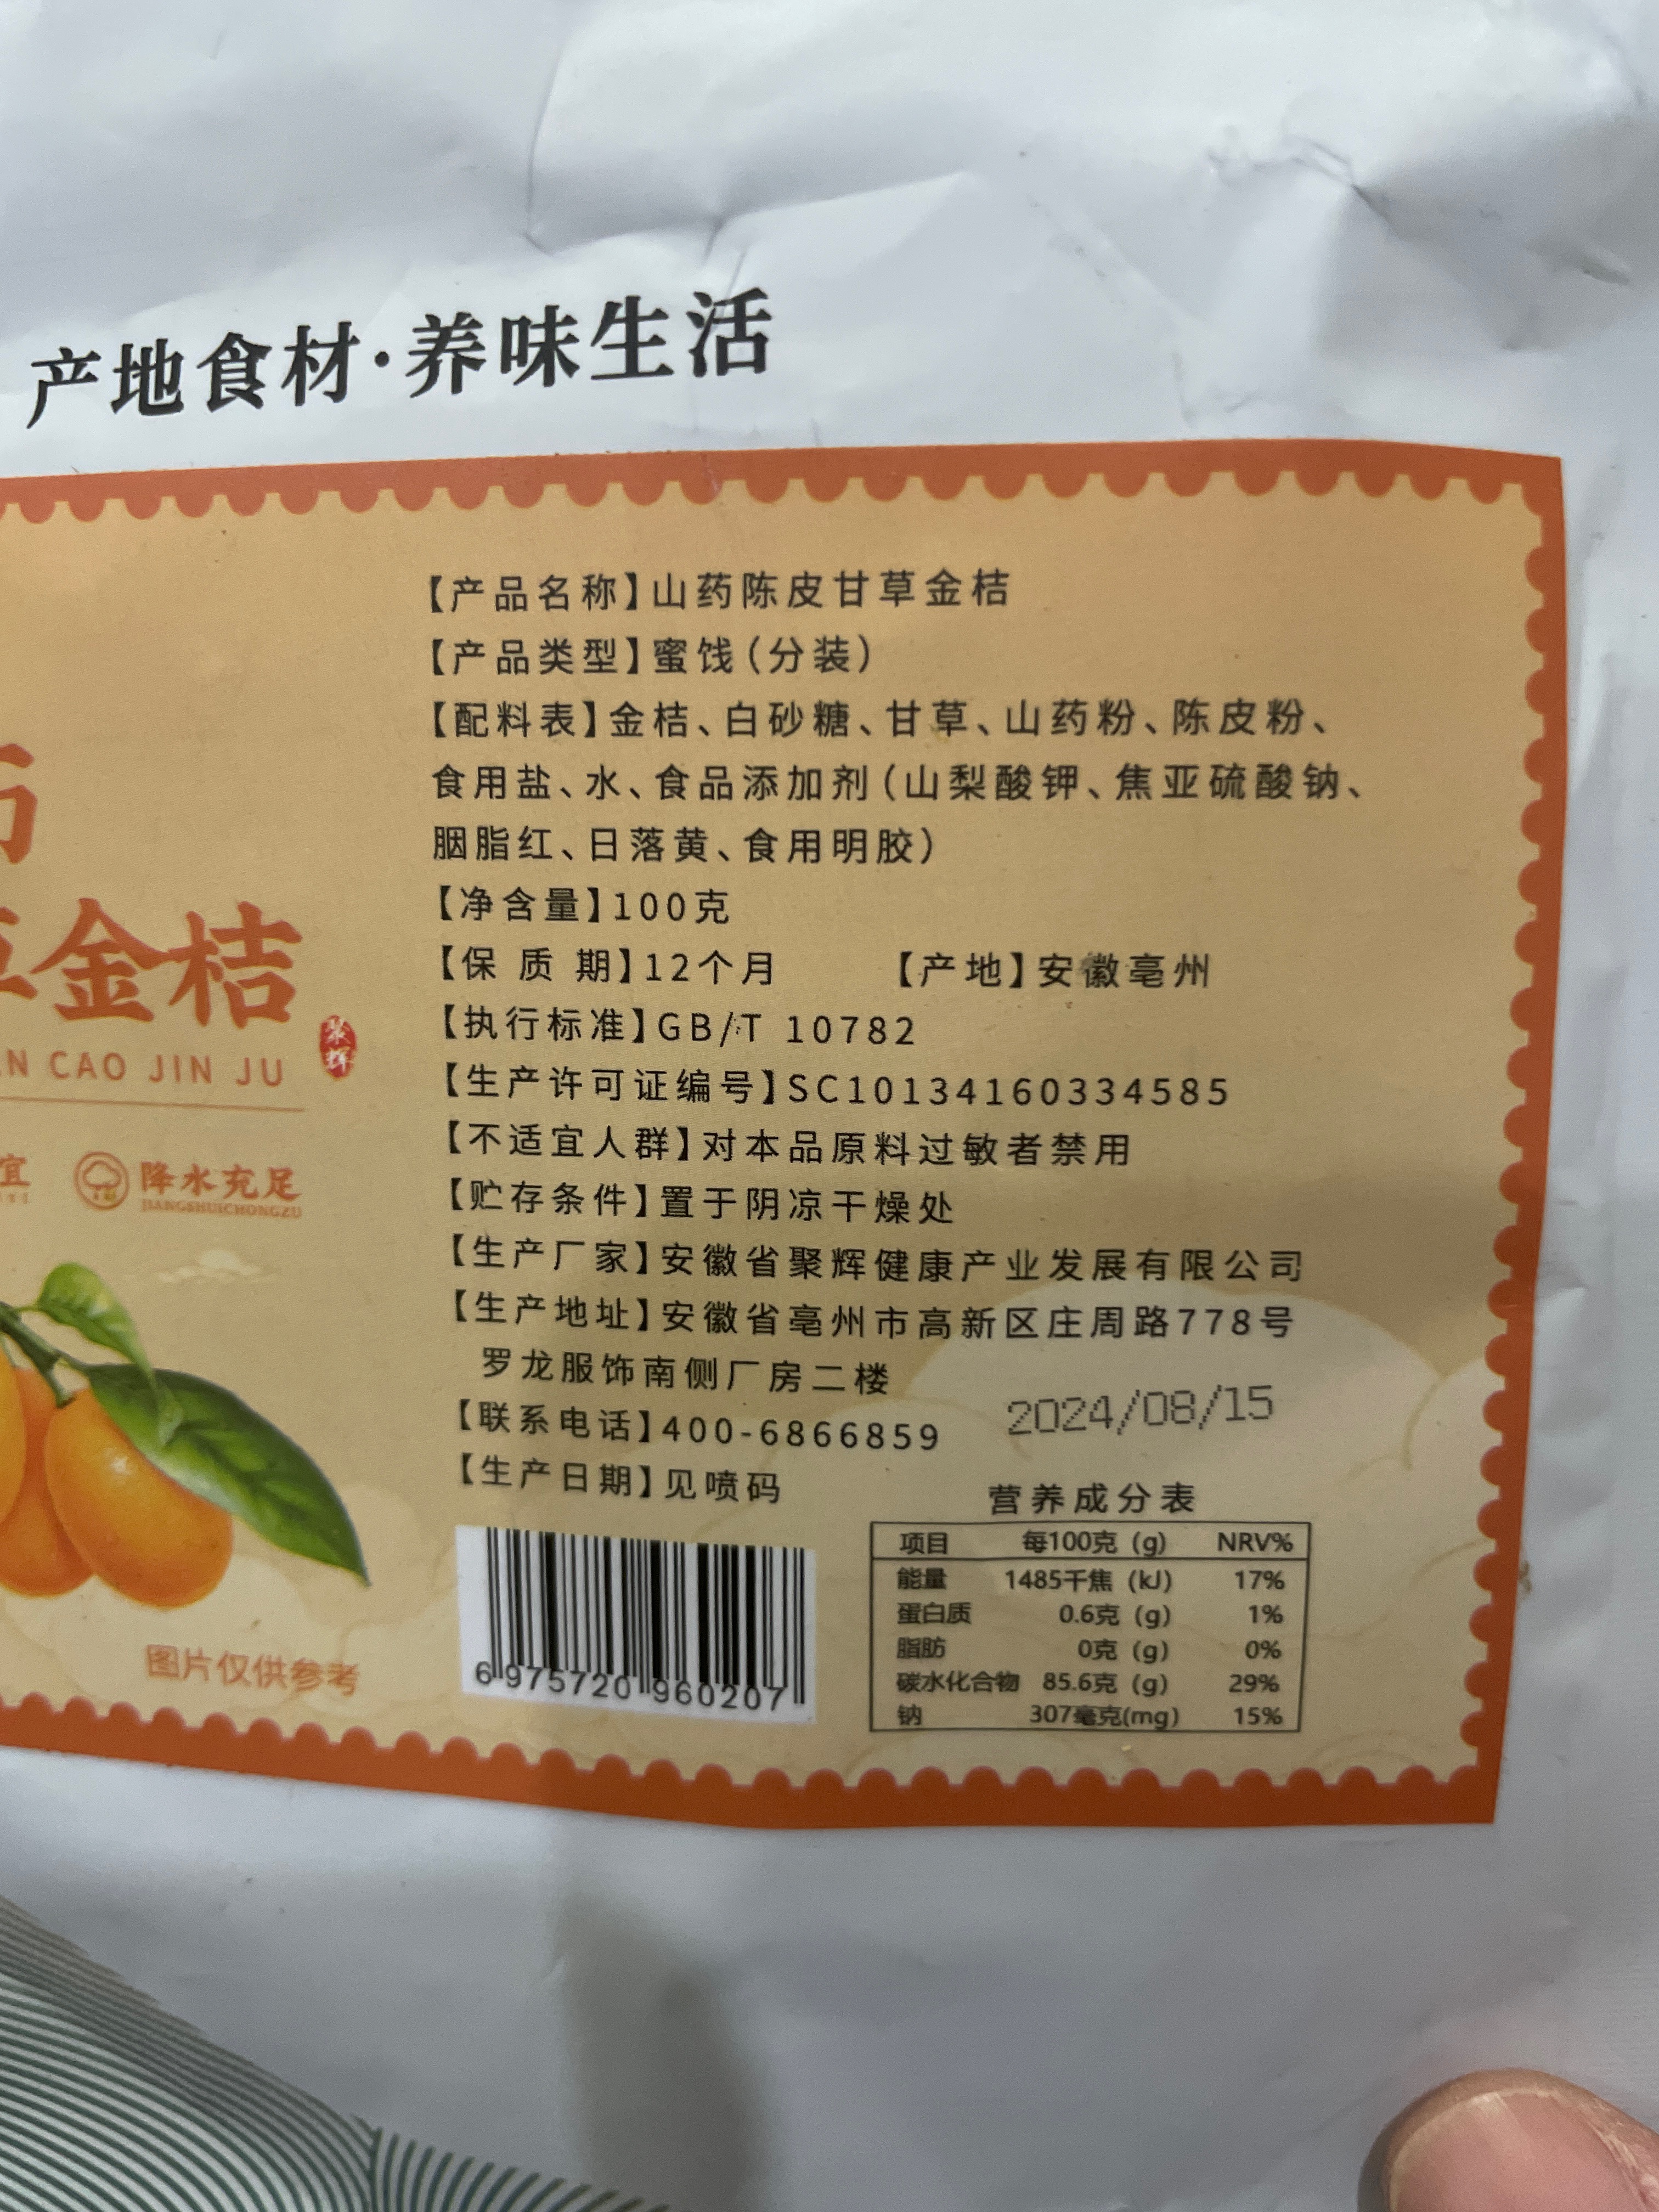 产地食材·养味生活
【产品名称】山药陈皮甘草金桔
【产品类型】蜜饯(分装)
【配料表】金桔、白砂糖、甘草、山药粉、陈皮粉、
食用盐、水、食品添加剂(山梨酸钾、焦亚硫酸钠、
胭脂红、日落黄、食用明胶)
【净含量】100克
【保 质 期】12个月 【产地】安徽亳州
【执行标准】GB/T 10782
【生产许可证编号】SC10134160334585
【不适宜人群】对本品原料过敏者禁用
【贮存条件】置于阴凉干燥处
【生产厂家】安徽省聚辉健康产业发展有限公司
【生产地址】安徽省亳州市高新区庄周路778号
罗龙服饰南侧厂房二楼
【联系电话】400-6866859
2024/08/15
【生产日期】见喷码
6 975720 960207
营养成分表
项目 每100克 (g) NRV%
能量 1485千焦 (kJ) 17%
蛋白质 0.6克 (g) 1%
脂肪 0克 (g) 0%
碳水化合物 85.6克 (g) 29%
钠 307毫克(mg) 15%
金桔
聚辉
CAO JIN JU
宜
降水充足
JIANGSHUICHONGZU
图片仅供参考